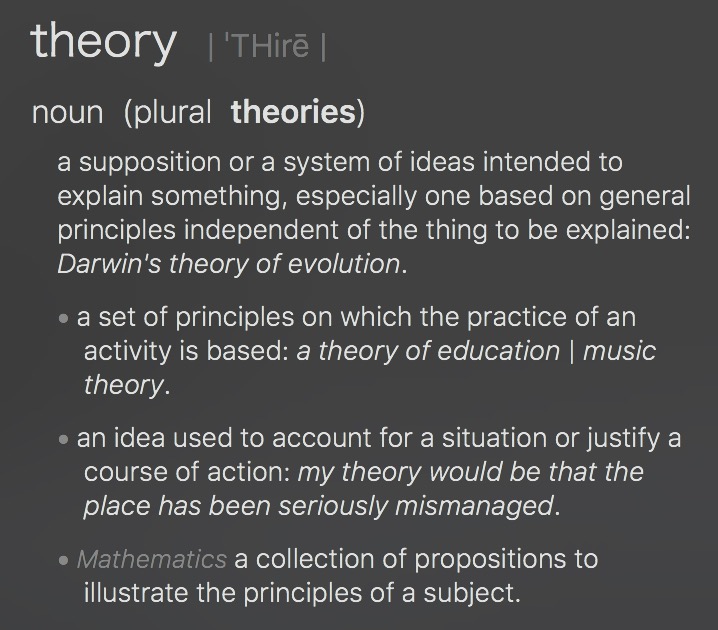 theory | ˈTHirē |
noun (plural theories)
a supposition or a system of ideas intended to
explain something, especially one based on general
principles independent of the thing to be explained:
Darwin's theory of evolution.
• a set of principles on which the practice of an
activity is based: a theory of education | music
theory.
• an idea used to account for a situation or justify a
course of action: my theory would be that the
place has been seriously mismanaged.
• Mathematics a collection of propositions to
illustrate the principles of a subject.